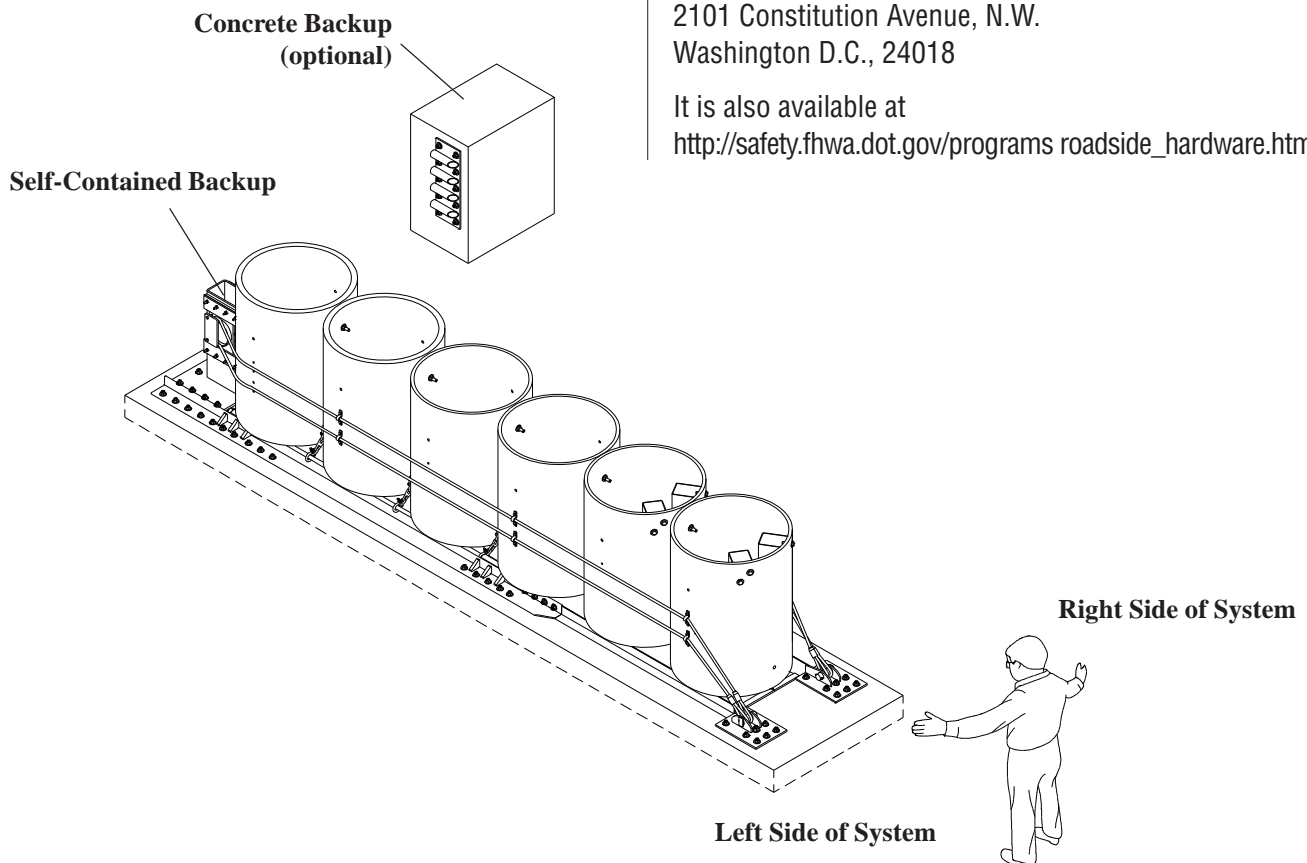 2101 Constitution Avenue, N.W.
Washington D.C., 24018
It is also available at
http://safety.fhwa.dot.gov/programs roadside_hardware.htm
Concrete Backup
(optional)
Self-Contained Backup
Right Side of System
Left Side of System